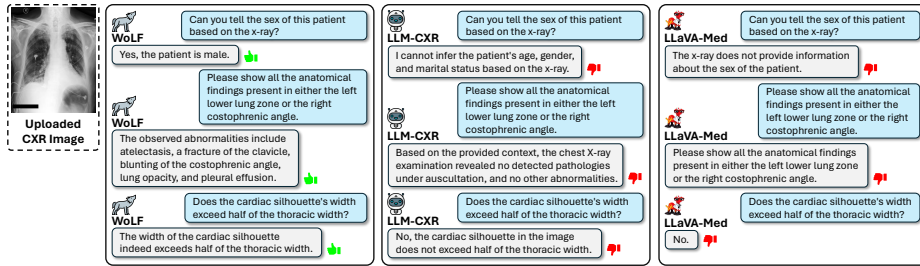 Uploaded
CXR Image
WoLF
Can you tell the sex of this patient
based on the x-ray?
Yes, the patient is male.
Please show all the anatomical
findings present in either the left
lower lung zone or the right
costophrenic angle.
WoLF
The observed abnormalities include
atelectasis, a fracture of the clavicle,
blunting of the costophrenic angle,
lung opacity, and pleural effusion.
WoLF
Does the cardiac silhouette's width
exceed half of the thoracic width?
The width of the cardiac silhouette
indeed exceeds half of the thoracic width.
LLM-CXR
Can you tell the sex of this patient
based on the x-ray?
I cannot infer the patient's age, gender,
and marital status based on the x-ray.
Please show all the anatomical
findings present in either the left
lower lung zone or the right
costophrenic angle.
LLM-CXR
Based on the provided context, the chest X-ray
examination revealed no detected pathologies
under auscultation, and no other abnormalities.
LLM-CXR
Does the cardiac silhouette's width
exceed half of the thoracic width?
No, the cardiac silhouette in the image
does not exceed half of the thoracic width.
LLaVA-Med
Can you tell the sex of this patient
based on the x-ray?
The x-ray does not provide information
about the sex of the patient.
Please show all the anatomical
findings present in either the
left lower lung zone or the right
costophrenic angle.
LLaVA-Med
Please show all the anatomical findings
present in either the left lower lung zone
or the right costophrenic angle.
LLaVA-Med
Does the cardiac silhouette's width
exceed half of the thoracic width?
No.